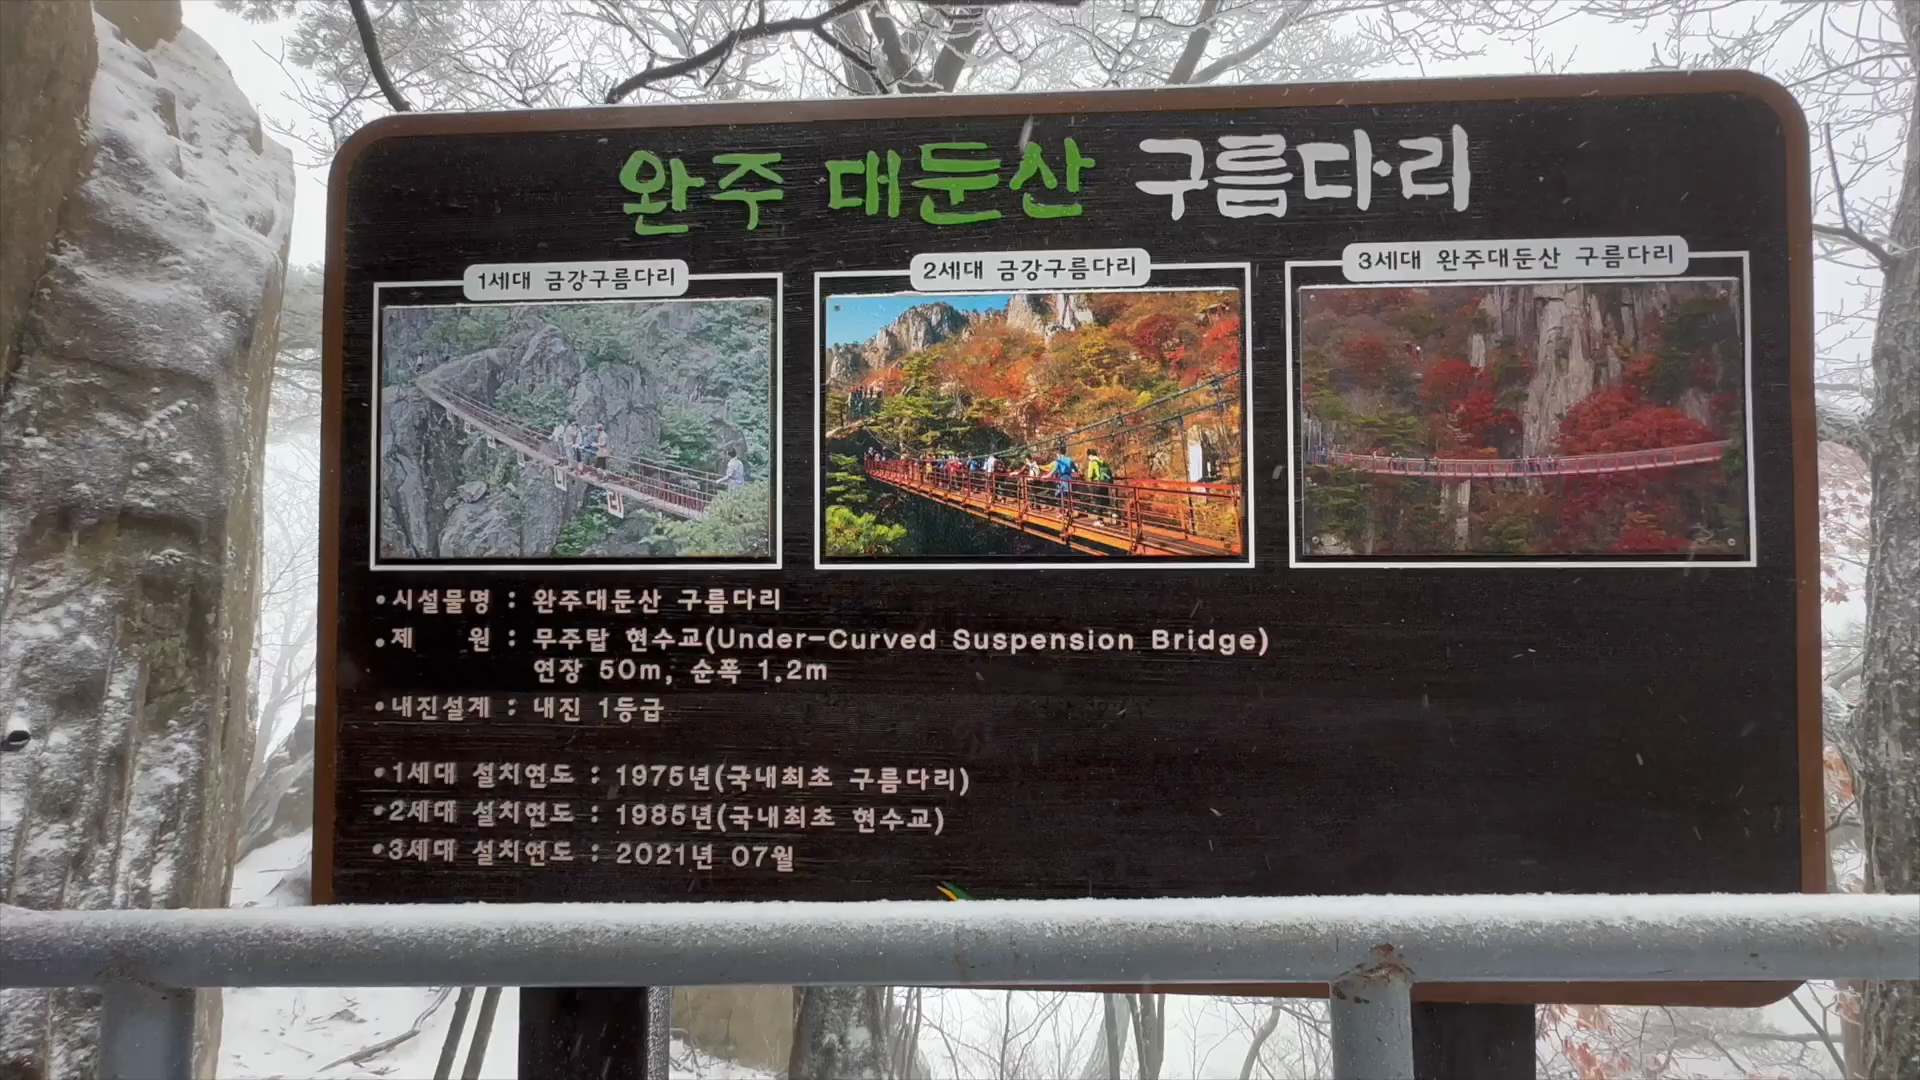 완주 대둔산 구름다리
1세대 금강구름다리
2세대 금강구름다리
3세대 완주대둔산 구름다리
•시설물명 : 완주대둔산 구름다리
•제 원 : 무주탑 현수교(Under-Curved Suspension Bridge)
연장 50m, 순폭 1.2m
•내진설계 : 내진 1등급
•1세대 설치연도 : 1975년(국내최초 구름다리)
•2세대 설치연도 : 1985년(국내최초 현수교)
•3세대 설치연도 : 2021년 07월